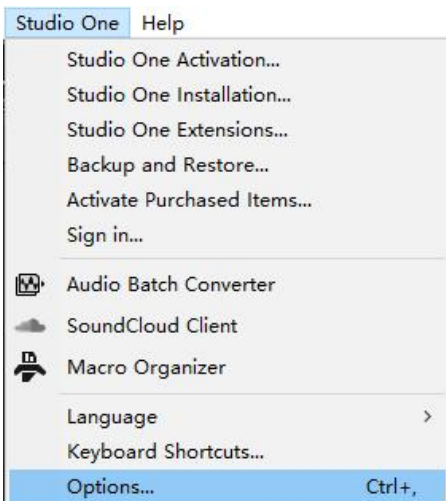 Studio One Help
Studio One Activation...
Studio One Installation...
Studio One Extensions...
Backup and Restore...
Activate Purchased Items...
Sign in...
Audio Batch Converter
SoundCloud Client
Macro Organizer
Language >
Keyboard Shortcuts...
Options... Ctrl+,